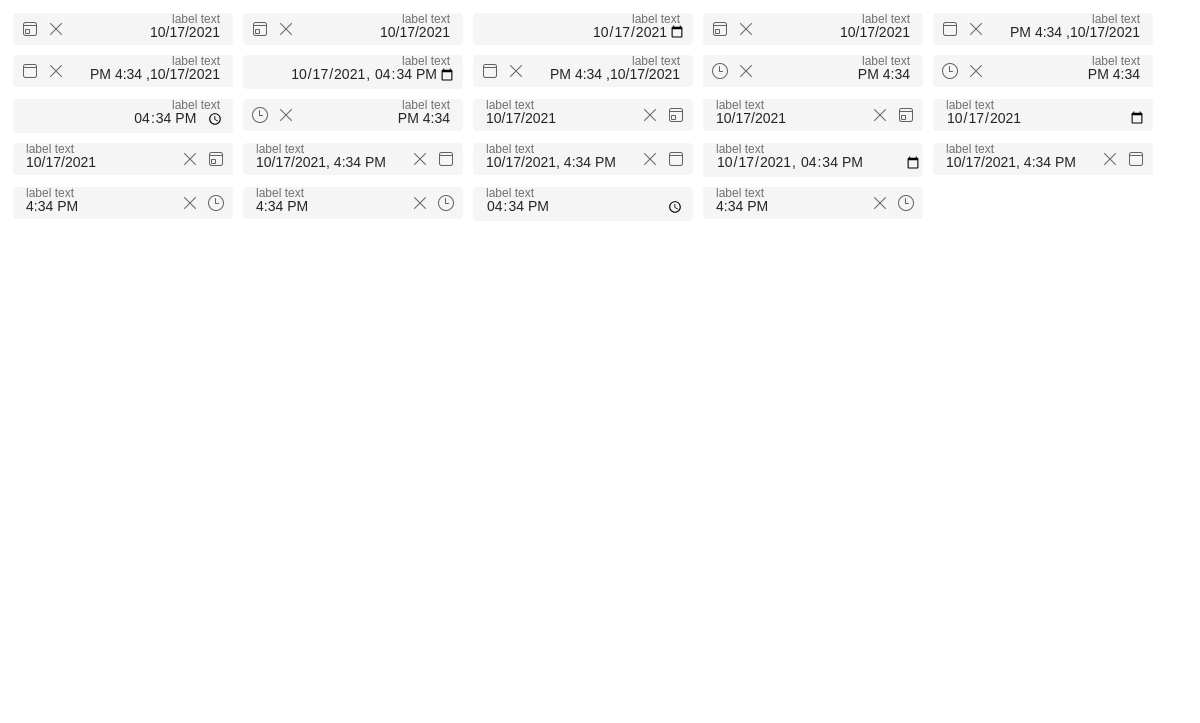 label text
10/17/2021
label text
10/17/2021
label text
10/17/2021
label text
10/17/2021
label text
PM 4:34 ,10/17/2021
label text
PM 4:34 ,10/17/2021
label text
10/17/2021, 04:34 PM
label text
PM 4:34 ,10/17/2021
label text
PM 4:34
label text
PM 4:34
label text
04:34 PM
label text
PM 4:34
label text
10/17/2021
label text
10/17/2021
label text
10/17/2021
label text
10/17/2021
label text
10/17/2021, 4:34 PM
label text
10/17/2021, 4:34 PM
label text
10/17/2021, 04:34 PM
label text
10/17/2021, 4:34 PM
label text
4:34 PM
label text
4:34 PM
label text
04:34 PM
label text
4:34 PM